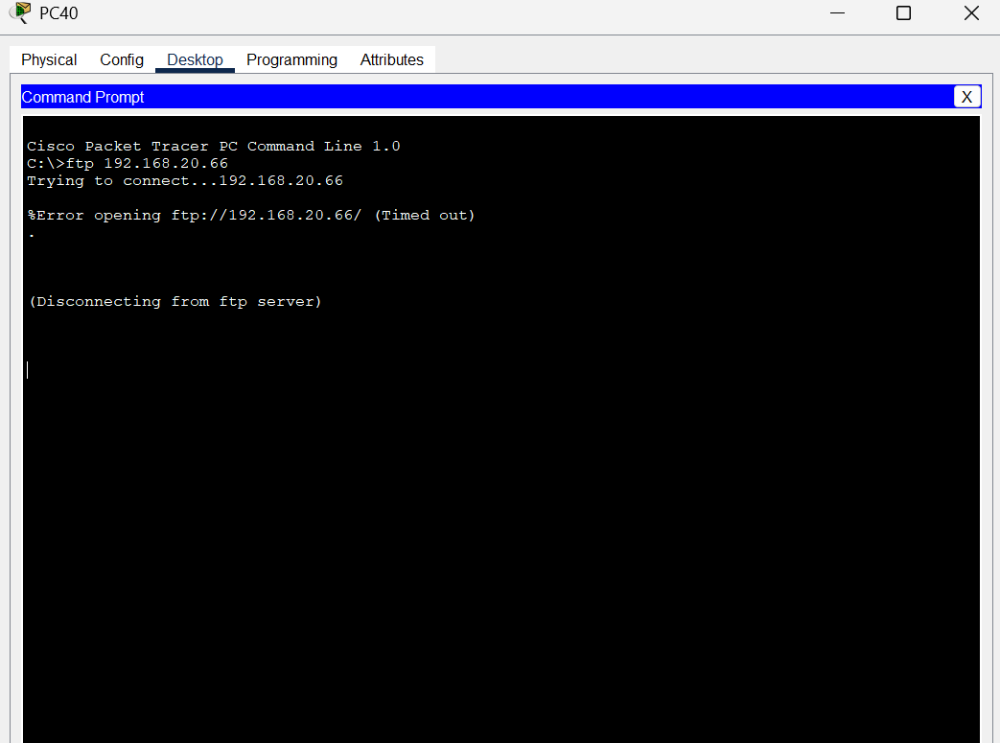 PC40
Physical Config Desktop Programming Attributes
Command Prompt X
Cisco Packet Tracer PC Command Line 1.0
C:\>ftp 192.168.20.66
Trying to connect...192.168.20.66
%Error opening ftp://192.168.20.66/ (Timed out)
.
(Disconnecting from ftp server)